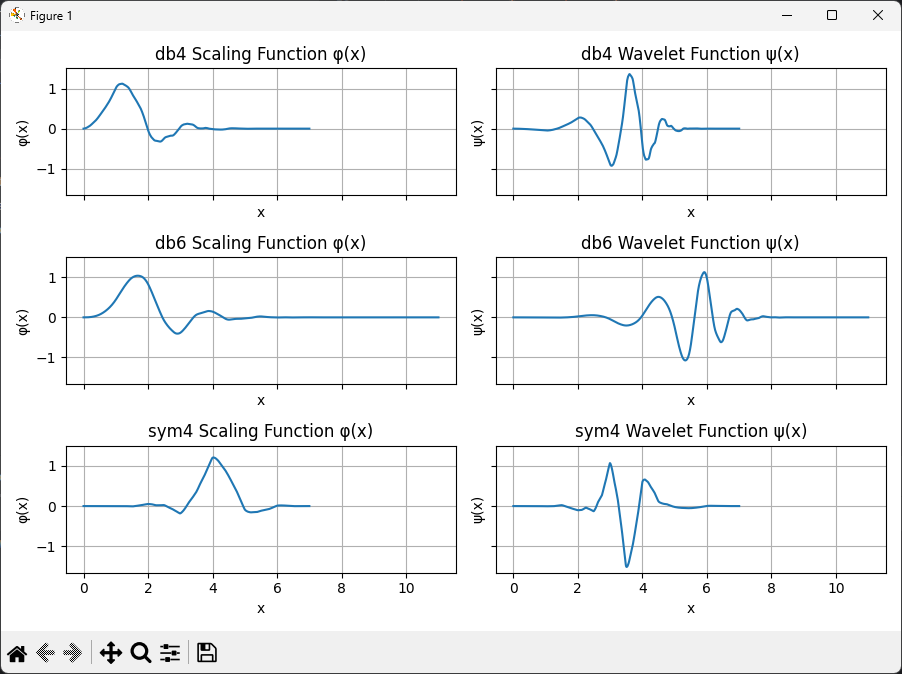 Figure 1
db4 Scaling Function φ(x)
db4 Wavelet Function ψ(x)
φ(x)
1
0
−1
x
ψ(x)
x
db6 Scaling Function φ(x)
db6 Wavelet Function ψ(x)
φ(x)
1
0
−1
x
ψ(x)
x
sym4 Scaling Function φ(x)
sym4 Wavelet Function ψ(x)
φ(x)
1
0
−1
0 2 4 6 8 10
x
ψ(x)
0 2 4 6 8 10
x